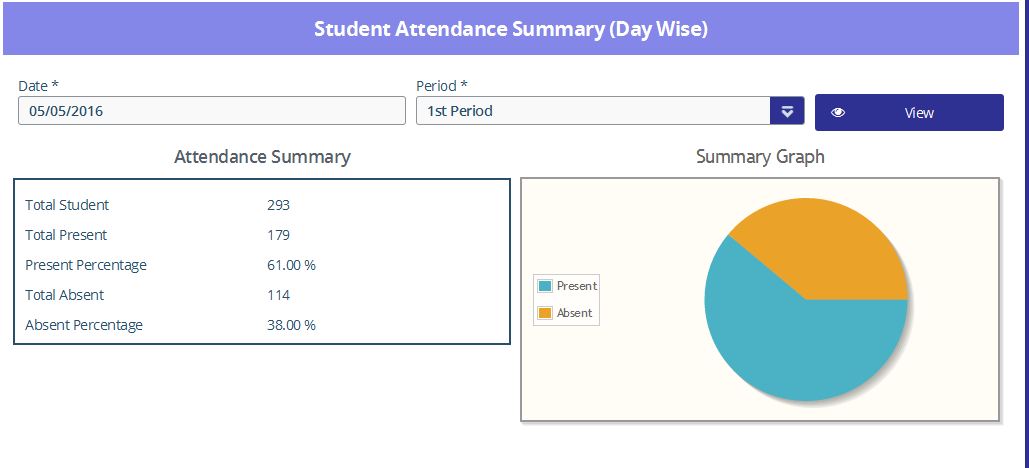 Student Attendance Summary (Day Wise)
Date * Period *
05/05/2016 1st Period View
Attendance Summary Summary Graph
Total Student 293
Total Present 179
Present Percentage 61.00 %
Total Absent 114
Absent Percentage 38.00 %
Present
Absent